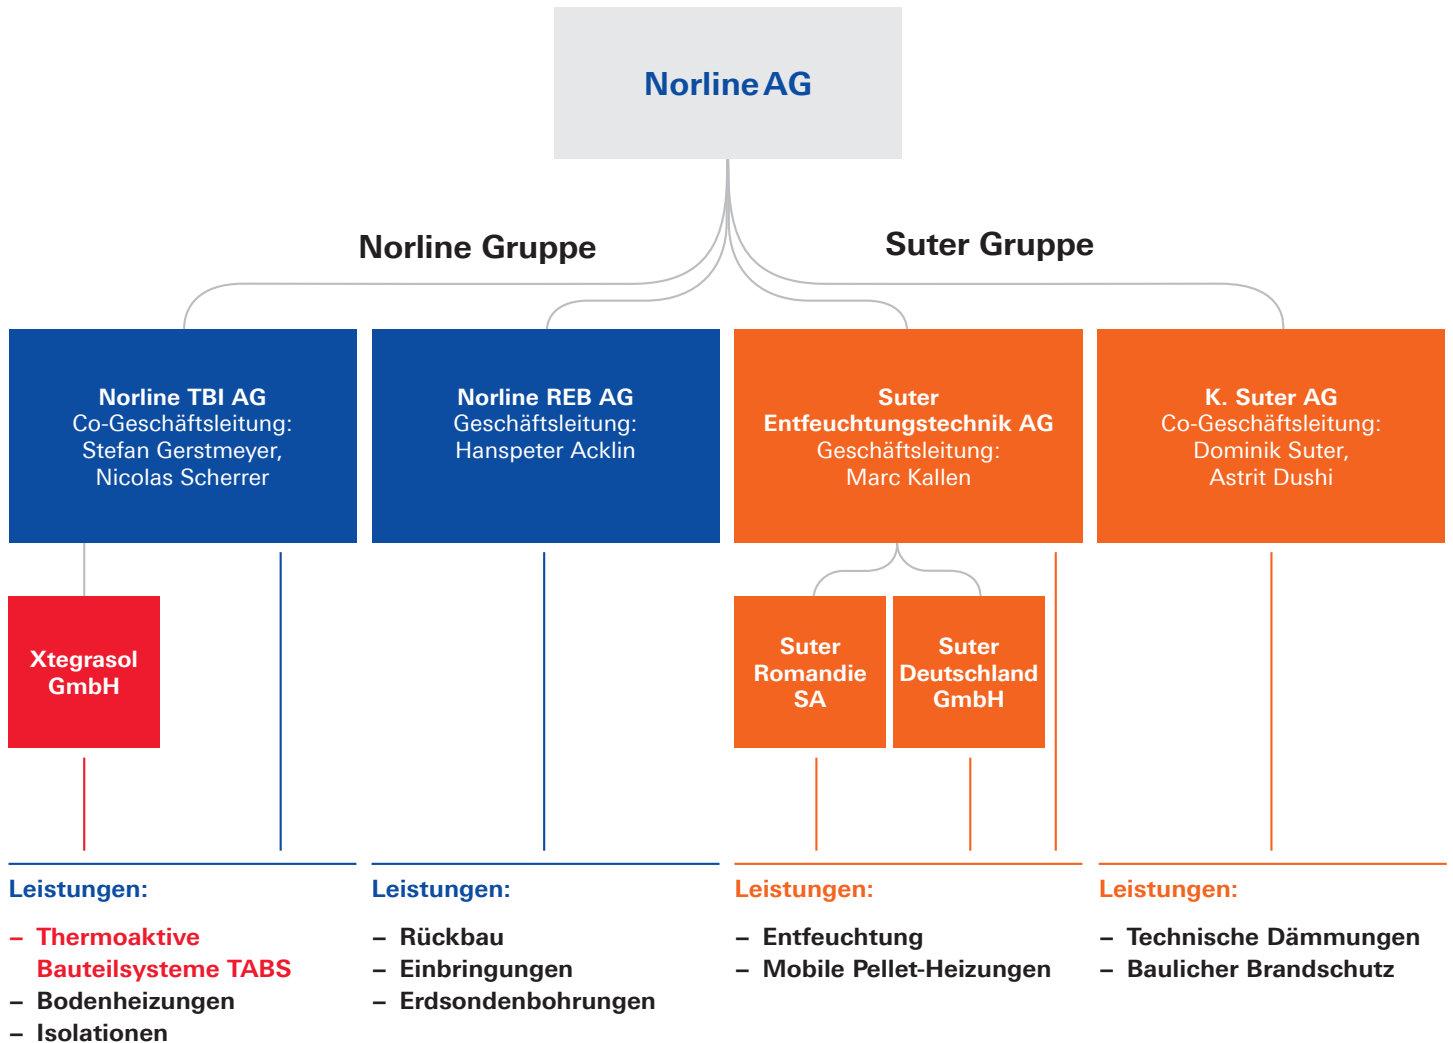 Norline AG
Norline Gruppe
Suter Gruppe
Norline TBI AG
Co-Geschäftsleitung:
Stefan Gerstmeyer,
Nicolas Scherrer
Norline REB AG
Geschäftsleitung:
Hanspeter Acklin
Suter
Entfeuchtungstechnik AG
Geschäftsleitung:
Marc Kallen
K. Suter AG
Co-Geschäftsleitung:
Dominik Suter,
Astrit Dushi
Xtegrasol
GmbH
Suter
Romandie
SA
Suter
Deutschland
GmbH
Leistungen:
– Thermoaktive
Bauteilsysteme TABS
– Bodenheizungen
– Isolationen
Leistungen:
– Rückbau
– Einbringungen
– Erdsondenbohrungen
Leistungen:
– Entfeuchtung
– Mobile Pellet-Heizungen
Leistungen:
– Technische Dämmungen
– Baulicher Brandschutz